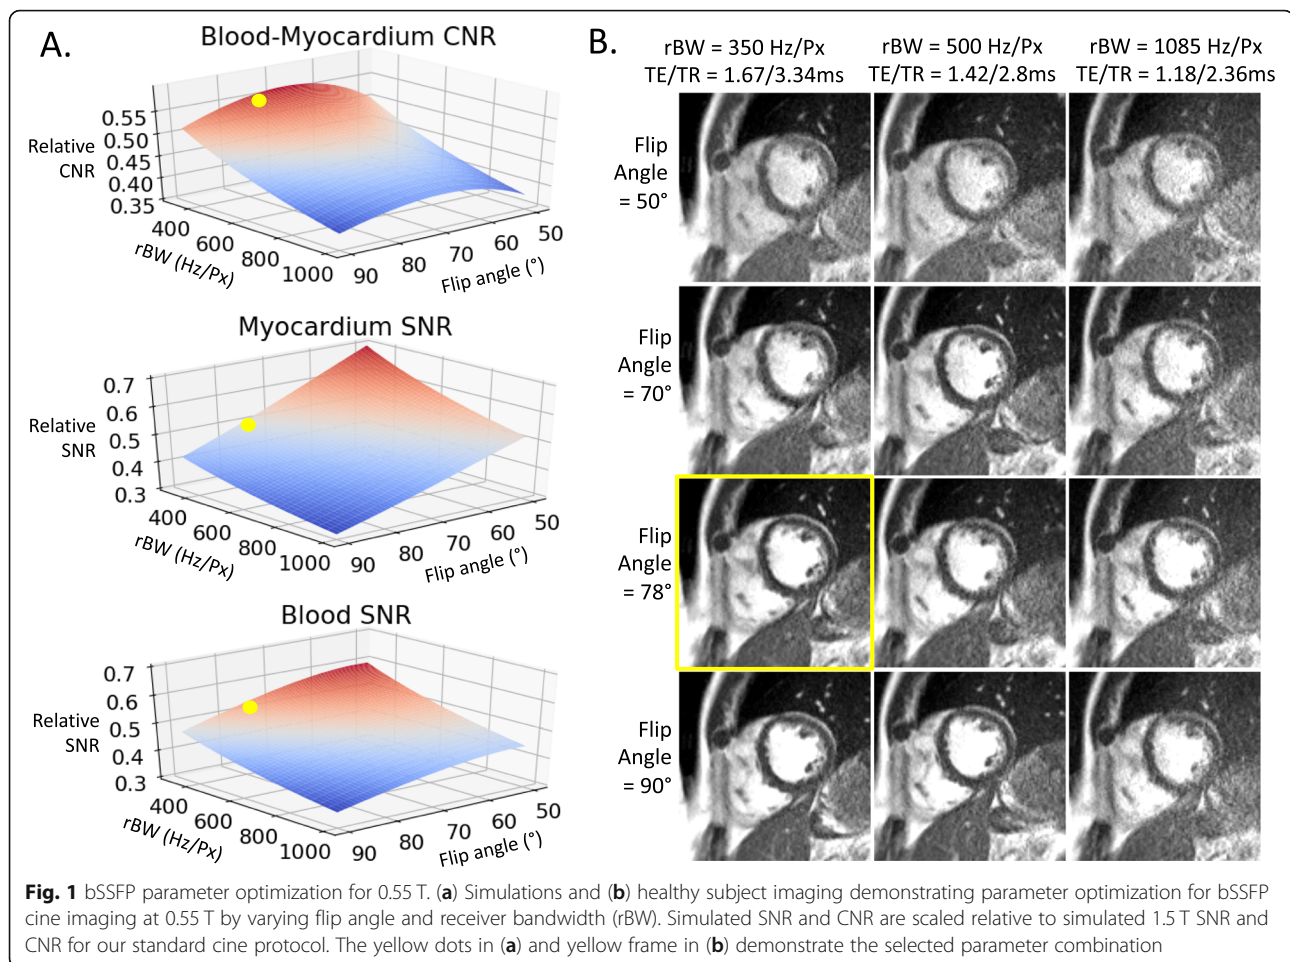 A.
Blood-Myocardium CNR
0.55
0.50
0.45
0.40
0.35
Relative
CNR
400
600
800
1000
rBW (Hz/Px)
90
80
70
60
50
Flip angle (°)
Myocardium SNR
0.7
0.6
0.5
0.4
0.3
Relative
SNR
400
600
800
1000
rBW (Hz/Px)
90
80
70
60
50
Flip angle (°)
Blood SNR
0.7
0.6
0.5
0.4
0.3
Relative
SNR
400
600
800
1000
rBW (Hz/Px)
90
80
70
60
50
Flip angle (°)
B.
rBW = 350 Hz/Px
TE/TR = 1.67/3.34ms
rBW = 500 Hz/Px
TE/TR = 1.42/2.8ms
rBW = 1085 Hz/Px
TE/TR = 1.18/2.36ms
Flip
Angle
= 50°
Flip
Angle
= 70°
Flip
Angle
= 78°
Flip
Angle
= 90°
Fig. 1 bSSFP parameter optimization for 0.55 T. (a) Simulations and (b) healthy subject imaging demonstrating parameter optimization for bSSFP
cine imaging at 0.55 T by varying flip angle and receiver bandwidth (rBW). Simulated SNR and CNR are scaled relative to simulated 1.5 T SNR and
CNR for our standard cine protocol. The yellow dots in (a) and yellow frame in (b) demonstrate the selected parameter combination